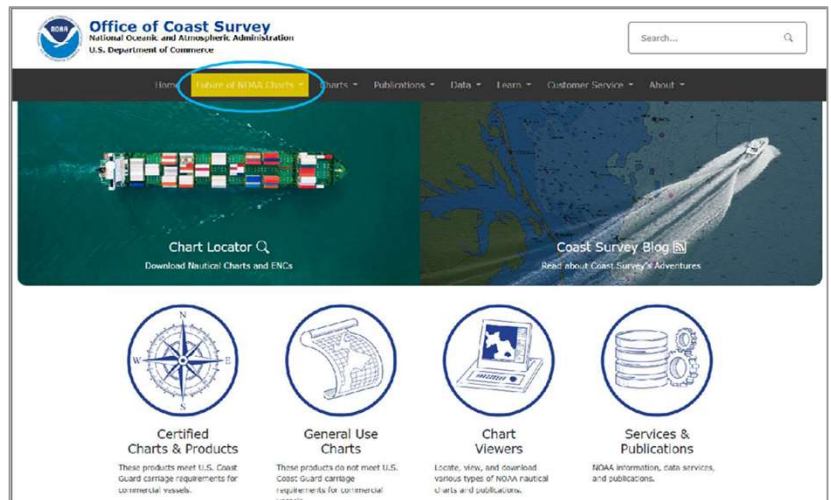 NOAA
Office of Coast Survey
National Oceanic and Atmospheric Administration
U.S. Department of Commerce
Search...
Home Future of NOAA Charts Charts Publications Data Learn Customer Service About
Chart Locator
Download Nautical Charts and ENCs
Coast Survey Blog
Read about Coast Survey's Adventures
N
W E
S
Certified
Charts & Products
These products meet U.S. Coast
Guard carriage requirements for
commercial vessels.
General Use
Charts
These products do not meet U.S.
Coast Guard carriage
requirements for commercial
vessels.
Chart
Viewers
Locate, view, and download
various types of NOAA nautical
charts and publications.
Services &
Publications
NOAA information, data services,
and publications.